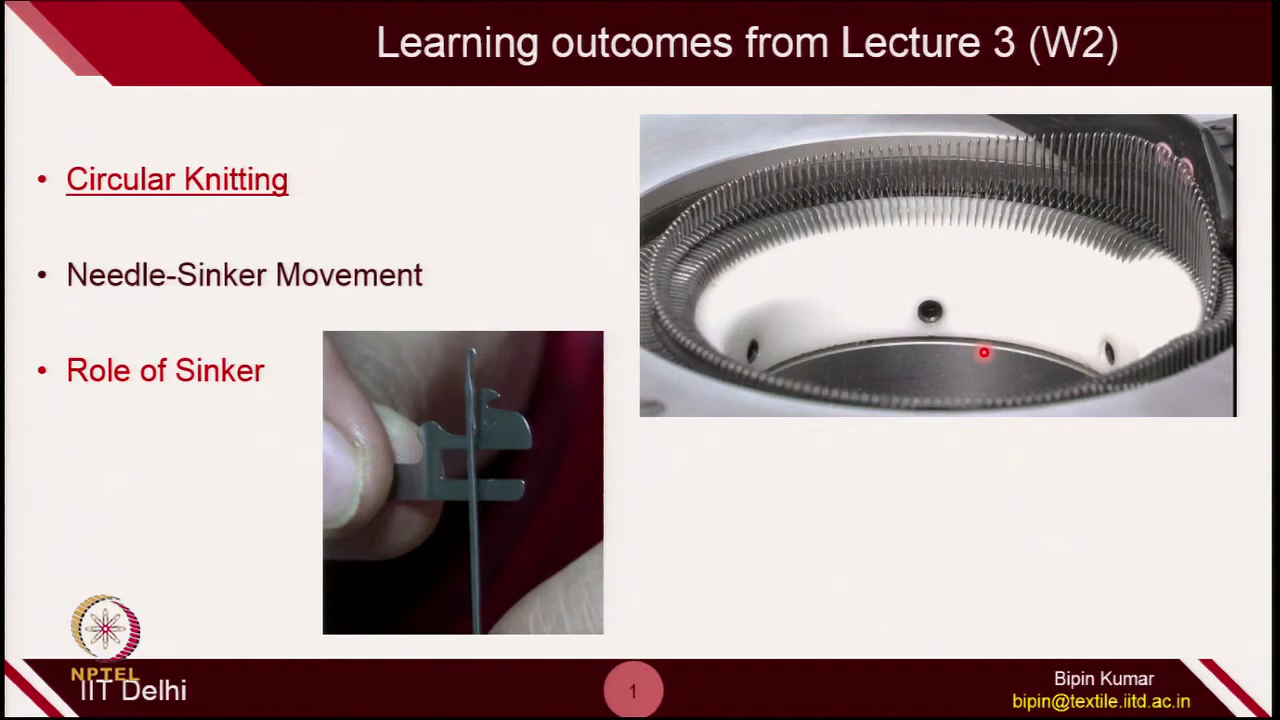 Learning outcomes from Lecture 3 (W2)
• Circular Knitting
• Needle-Sinker Movement
• Role of Sinker
NPTEL
IIT Delhi
1
Bipin Kumar
bipin@textile.iitd.ac.in